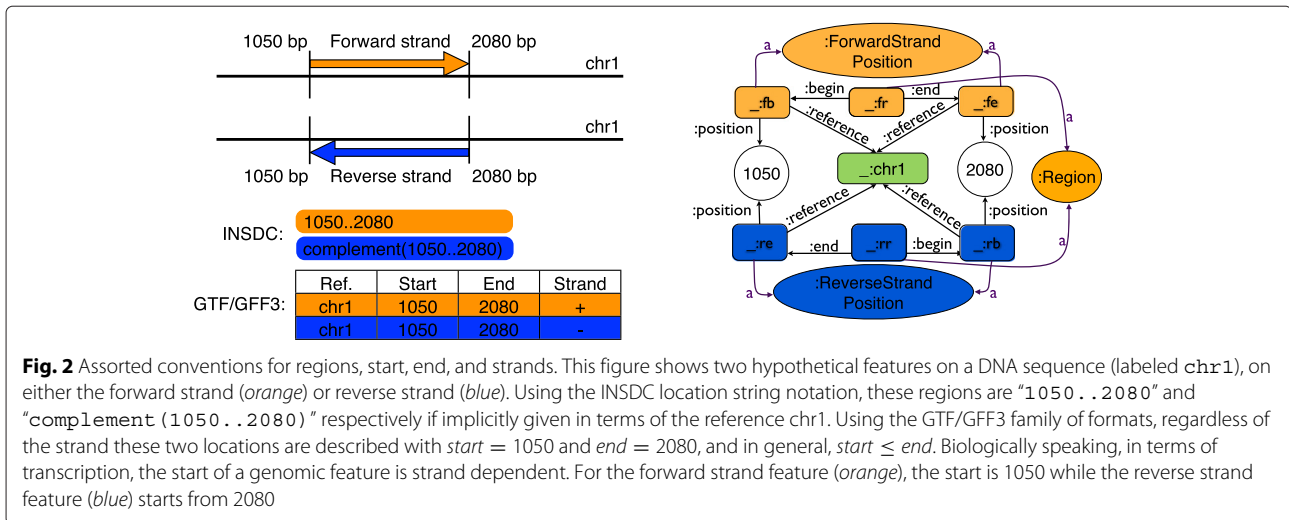 1050 bp Forward strand 2080 bp
chr1
chr1
1050 bp Reverse strand 2080 bp
INSDC:
1050..2080
complement(1050..2080)
GTF/GFF3:
Ref. Start End Strand
chr1 1050 2080 +
chr1 1050 2080 -
:ForwardStrand
Position
a a
_:fb :begin _:fr :end _:fe
:reference :reference
a
:position :position
1050 _:chr1 2080 :Region
:position :reference :reference :position
_:re :end _:rr :begin _:rb
a
a a
:ReverseStrand
Position
Fig. 2 Assorted conventions for regions, start, end, and strands. This figure shows two hypothetical features on a DNA sequence (labeled chr1), on
either the forward strand (orange) or reverse strand (blue). Using the INSDC location string notation, these regions are “1050..2080” and
“complement(1050..2080)” respectively if implicitly given in terms of the reference chr1. Using the GTF/GFF3 family of formats, regardless of
the strand these two locations are described with start = 1050 and end = 2080, and in general, start ≤ end. Biologically speaking, in terms of
transcription, the start of a genomic feature is strand dependent. For the forward strand feature (orange), the start is 1050 while the reverse strand
feature (blue) starts from 2080